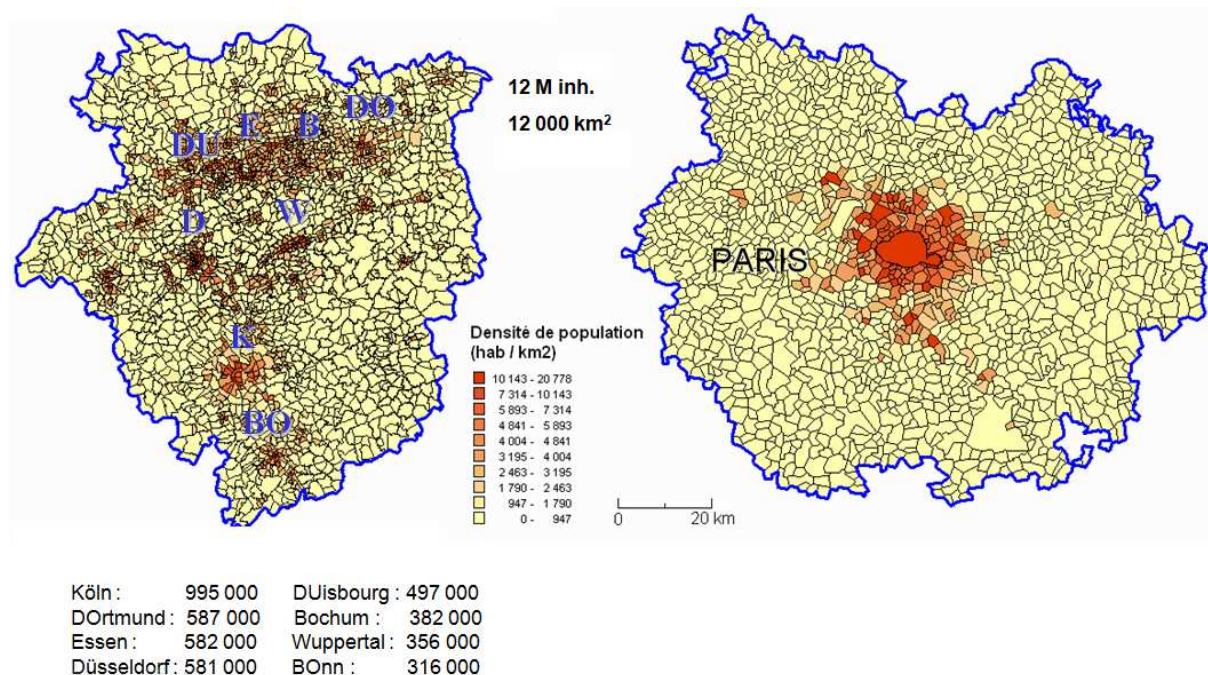 12 M inh.
12 000 km²
DO
B
E
DU
W
D
K
BO
PARIS
Densité de population
(hab / km2)
10 143 - 20 778
7 314 - 10 143
5 893 - 7 314
4 841 - 5 893
4 004 - 4 841
3 195 - 4 004
2 463 - 3 195
1 790 - 2 463
947 - 1 790
0 - 947
0 20 km
Köln : 995 000 DUisbourg : 497 000
DOrtmund : 587 000 Bochum : 382 000
Essen : 582 000 Wuppertal : 356 000
Düsseldorf : 581 000 BOnn : 316 000